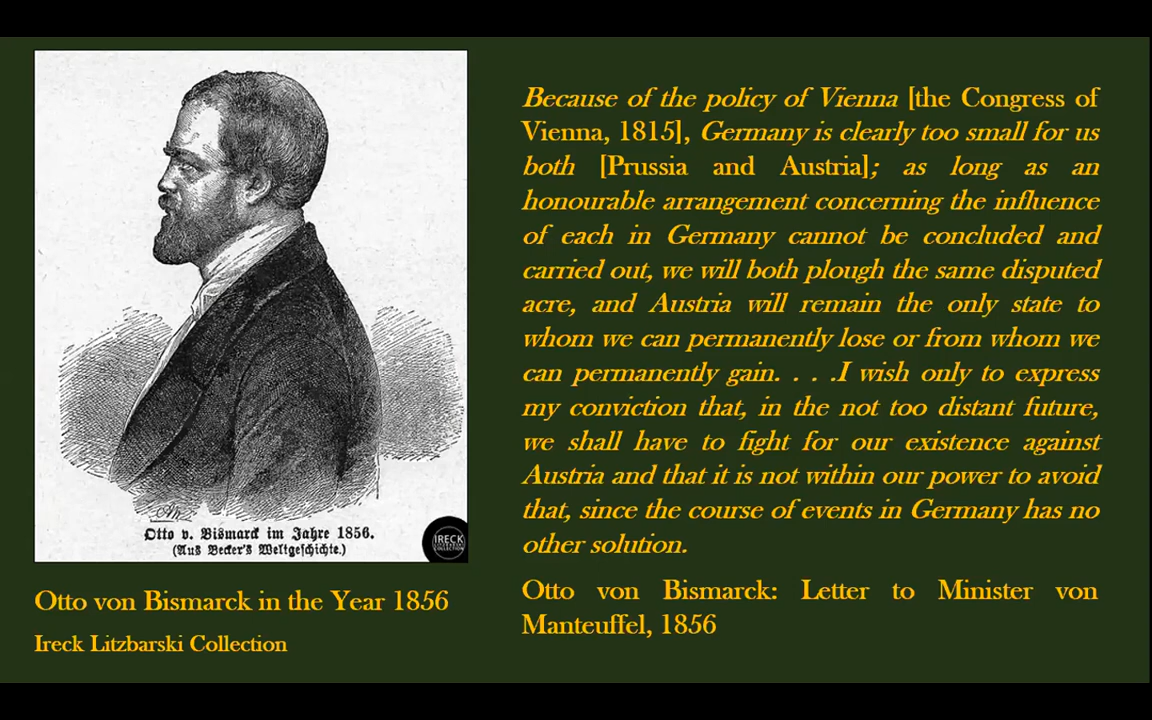 Otto v. Bismarck im Jahre 1856.
(Aus Becker's Weltgeschichte.)
IRECK
LITZBARSKI
COLLECTION
Otto von Bismarck in the Year 1856
Ireck Litzbarski Collection
Because of the policy of Vienna [the Congress of
Vienna, 1815], Germany is clearly too small for us
both [Prussia and Austria]; as long as an
honourable arrangement concerning the influence
of each in Germany cannot be concluded and
carried out, we will both plough the same disputed
acre, and Austria will remain the only state to
whom we can permanently lose or from whom we
can permanently gain. . . .I wish only to express
my conviction that, in the not too distant future,
we shall have to fight for our existence against
Austria and that it is not within our power to avoid
that, since the course of events in Germany has no
other solution.
Otto von Bismarck: Letter to Minister von
Manteuffel, 1856